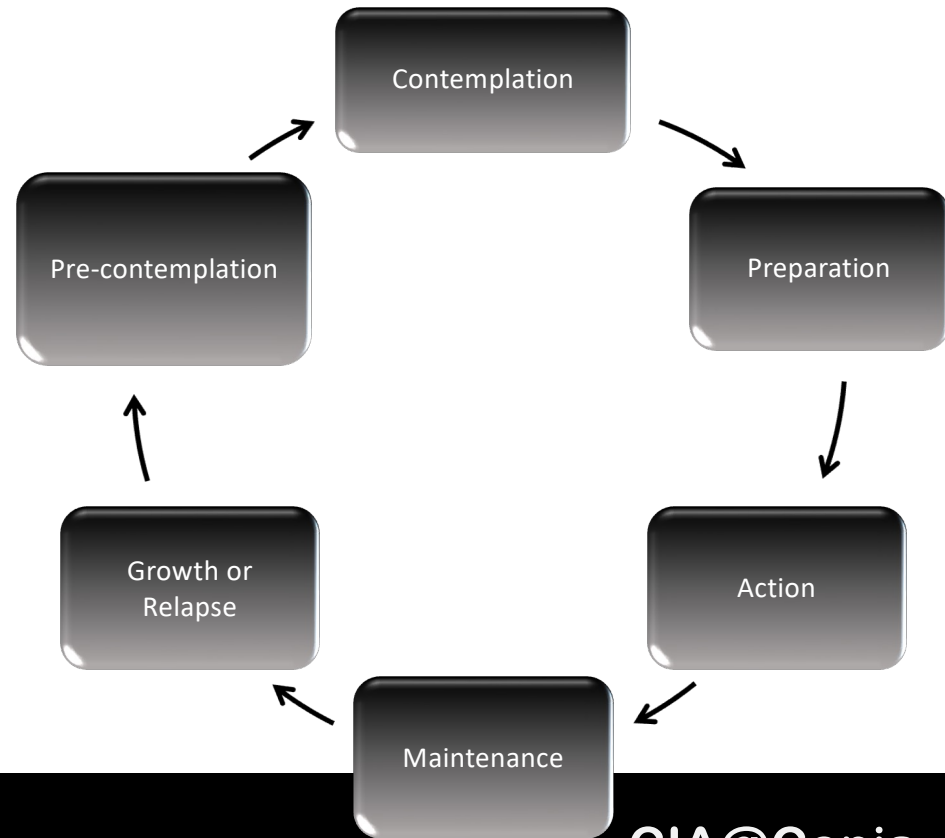 Contemplation
Pre-contemplation
Preparation
Growth or
Relapse
Action
Maintenance